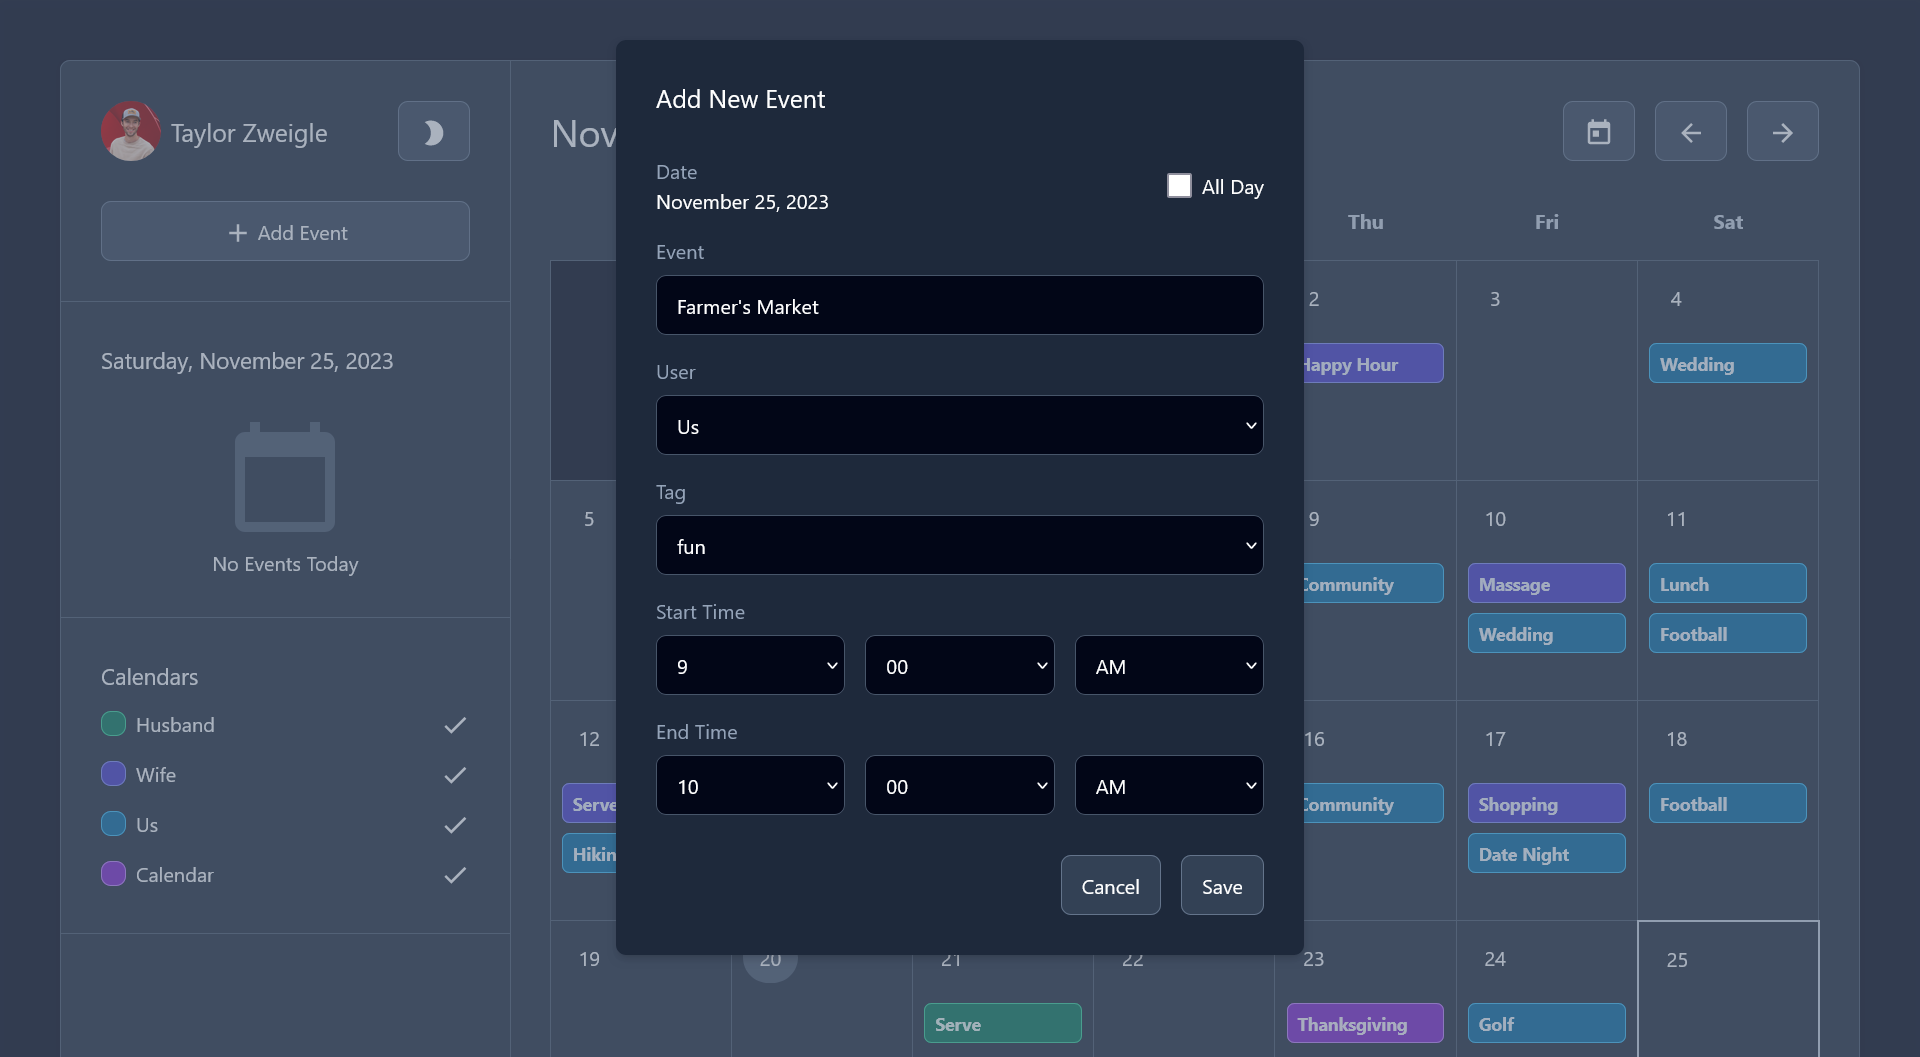 Taylor Zweigle
Add Event
Saturday, November 25, 2023
No Events Today
Calendars
Husband
Wife
Us
Calendar
Nov
Thu Fri Sat
2 3 4
Happy Hour Wedding
5 9 10 11
Community Massage Lunch
Wedding Football
12 16 17 18
Serve Community Shopping Football
Hikin Date Night
19 20 21 22 23 24 25
Serve Thanksgiving Golf
Add New Event
Date
November 25, 2023
All Day
Event
Farmer's Market
User
Us
Tag
fun
Start Time
9 00 AM
End Time
10 00 AM
Cancel Save